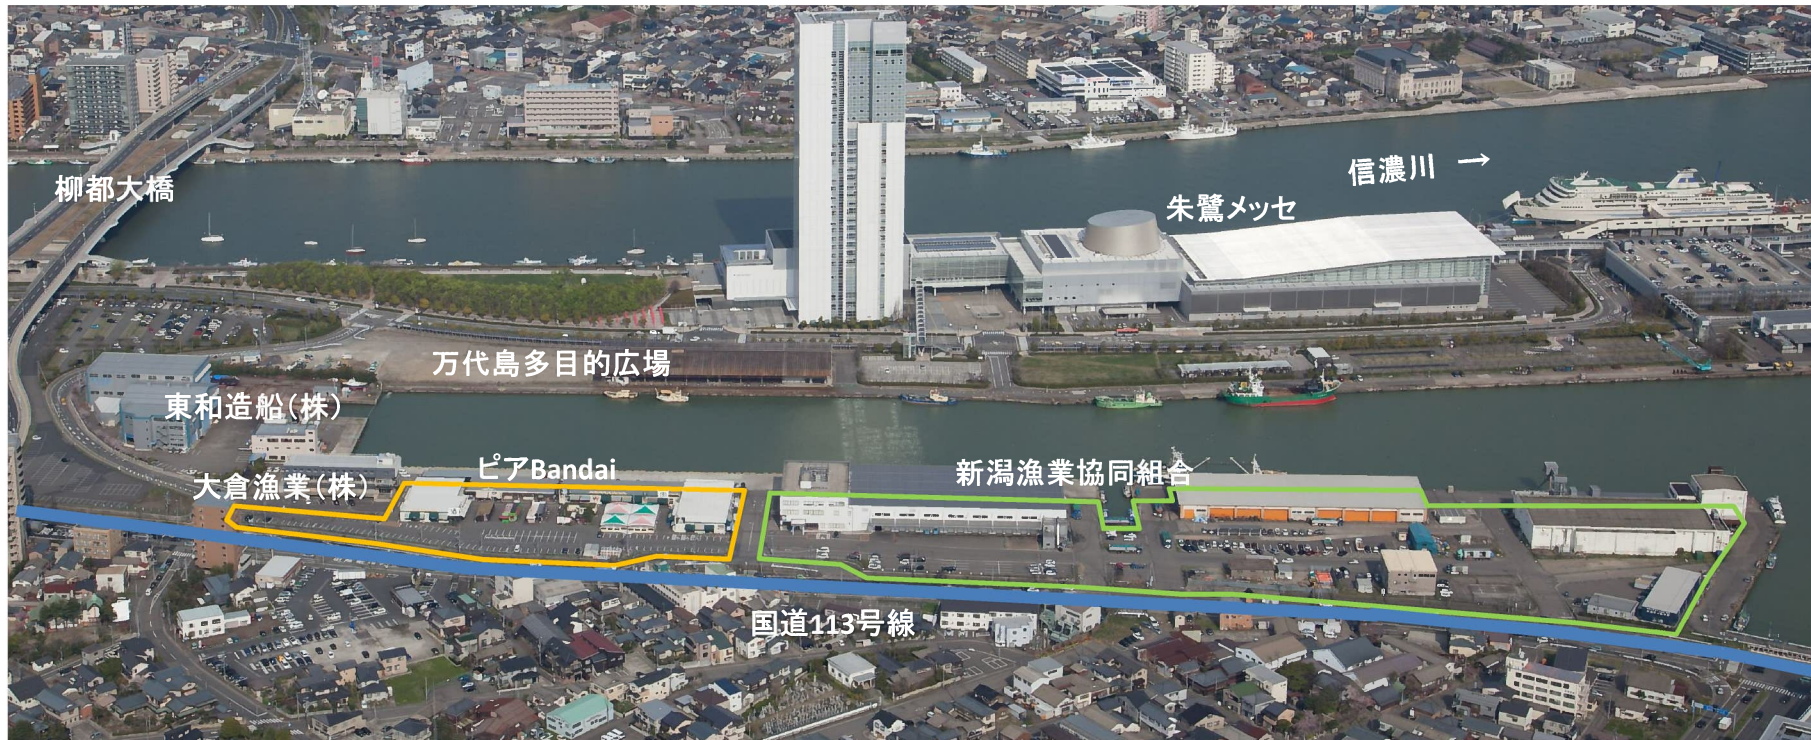 信濃川 →
柳都大橋
朱鷺メッセ
万代島多目的広場
東和造船(株)
ピアBandai
新潟漁業協同組合
大倉漁業(株)
国道113号線